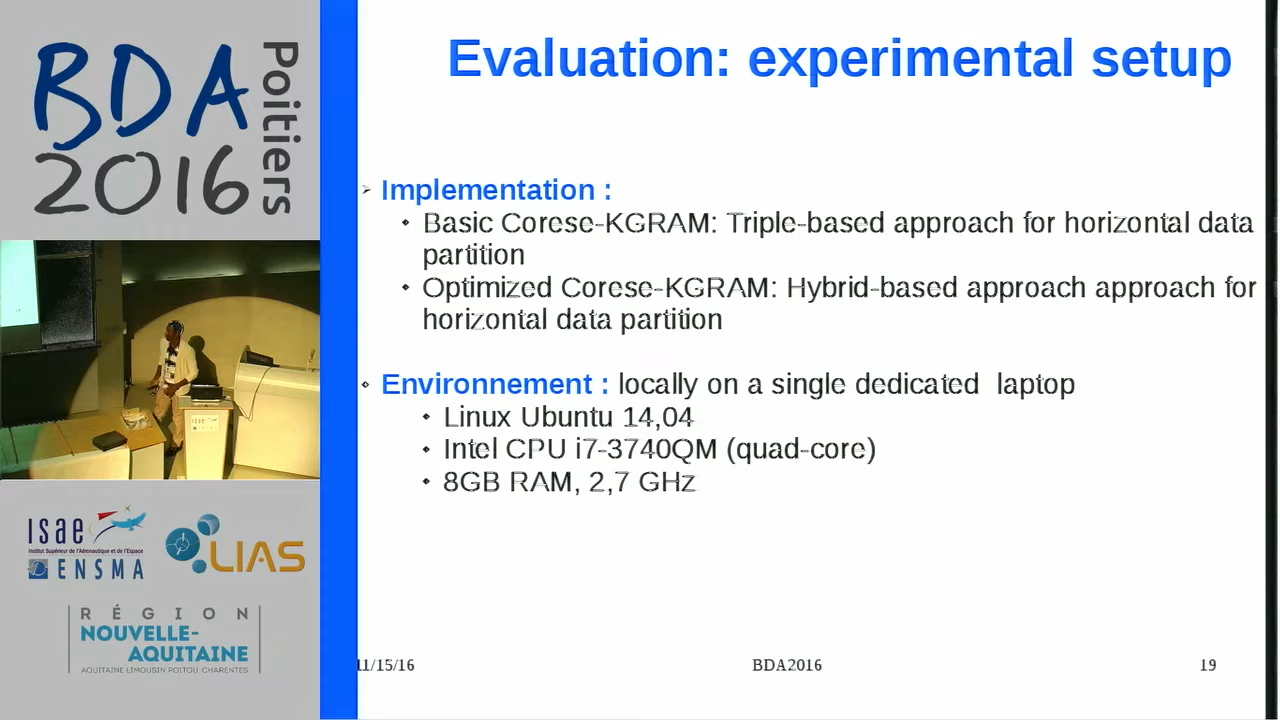 BDA
2016
Poitiers
isae
Institut Supérieur de l'Aéronautique et de l'Espace
ENSMA
LIAS
RÉGION
NOUVELLE-
AQUITAINE
AQUITAINE LIMOUSIN POITOU-CHARENTES
Evaluation: experimental setup
Implementation :
Basic Corese-KGRAM: Triple-based approach for horizontal data
partition
Optimized Corese-KGRAM: Hybrid-based approach approach for
horizontal data partition
Environnement : locally on a single dedicated laptop
Linux Ubuntu 14,04
Intel CPU i7-3740QM (quad-core)
8GB RAM, 2,7 GHz
11/15/16
BDA2016
19